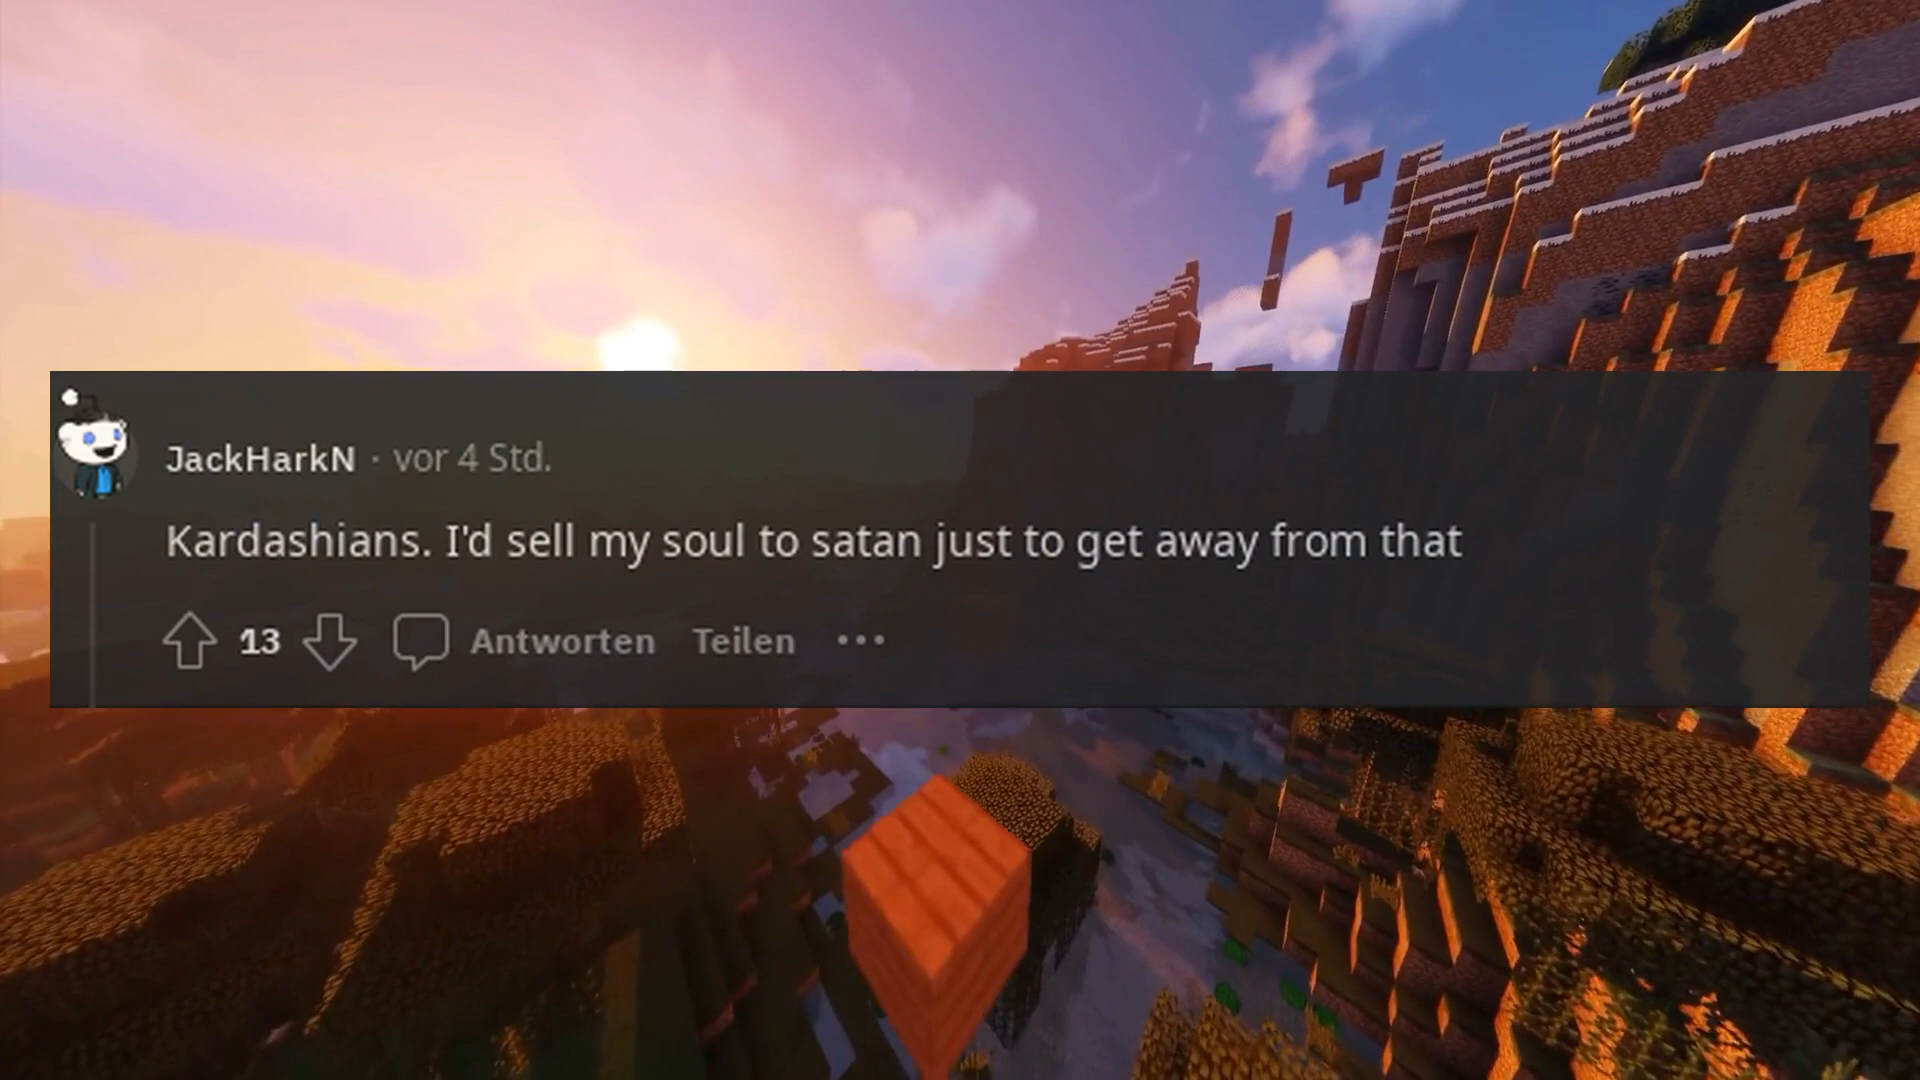 JackHarkN · vor 4 Std.
Kardashians. I'd sell my soul to satan just to get away from that
13 Antworten Teilen •••